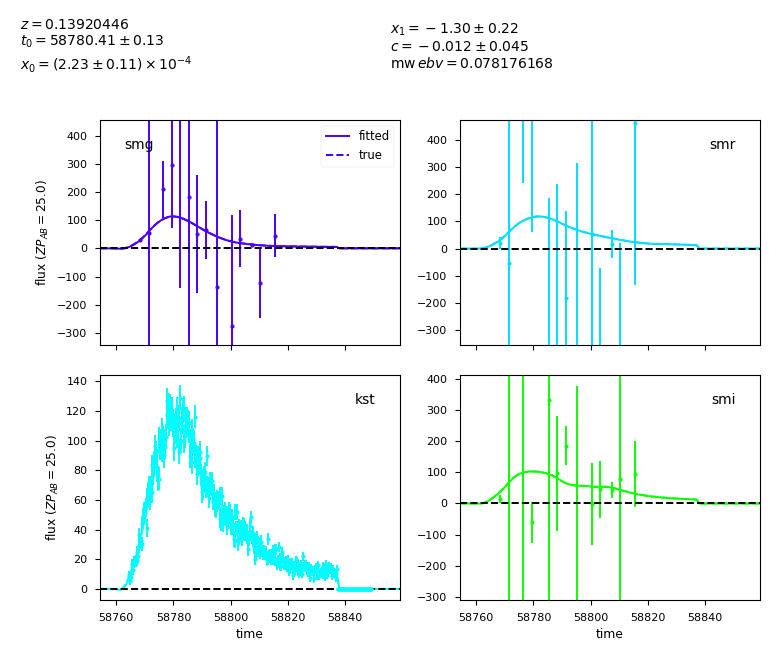 z = 0.13920446
t₀ = 58780.41 ± 0.13
x₀ = (2.23 ± 0.11) × 10⁻⁴
x₁ = −1.30 ± 0.22
c = −0.012 ± 0.045
mw ebv = 0.078176168
smg
fitted
true
400
300
200
100
0
−100
−200
−300
flux (ZP_AB = 25.0)
smr
400
300
200
100
0
−100
−200
−300
kst
140
120
100
80
60
40
20
0
flux (ZP_AB = 25.0)
58760 58780 58800 58820 58840
time
smi
400
300
200
100
0
−100
−200
−300
58760 58780 58800 58820 58840
time